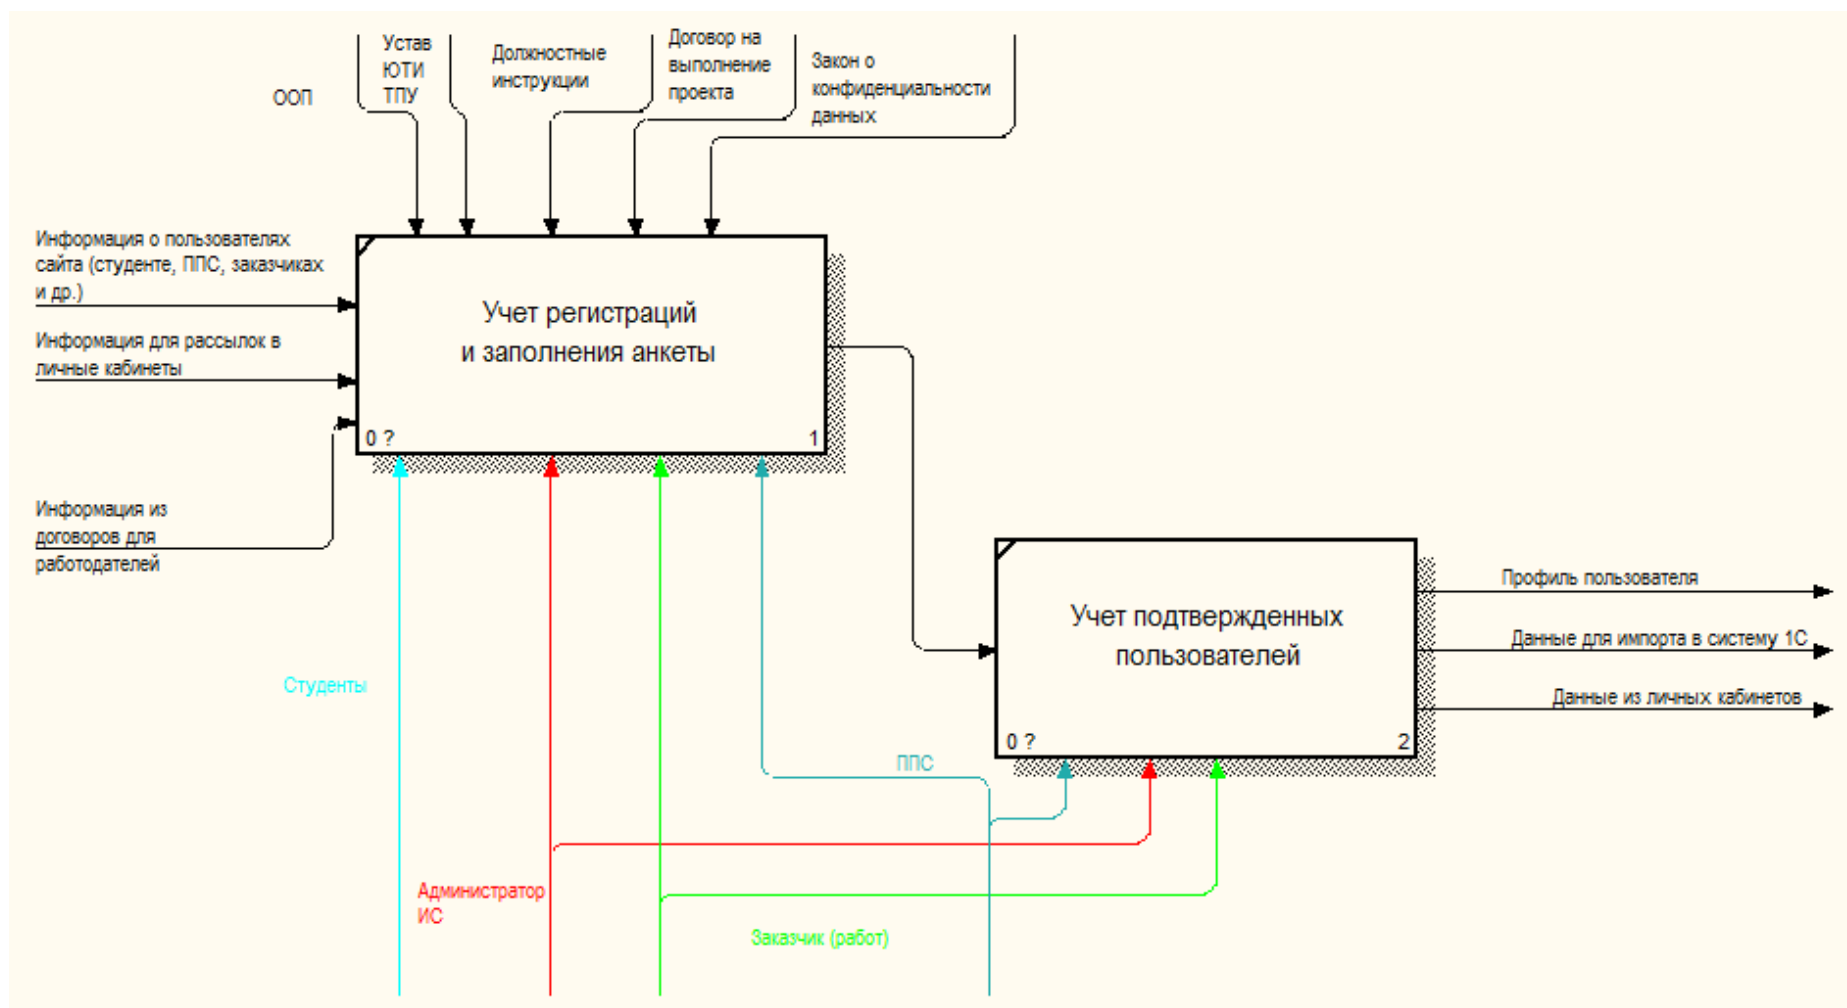 ООП
Устав
ЮТИ
ТПУ
Должностные
инструкции
Договор на
выполнение
проекта
Закон о
конфиденциальности
данных
Информация о пользователях
сайта (студенте, ППС, заказчиках
и др.)
Информация для рассылок в
личные кабинеты
Информация из
договоров для
работодателей
Учет регистраций
и заполнения анкеты
0 ?
1
Учет подтвержденных
пользователей
0 ?
2
Профиль пользователя
Данные для импорта в систему 1С
Данные из личных кабинетов
Студенты
ППС
Администратор
ИС
Заказчик (работ)